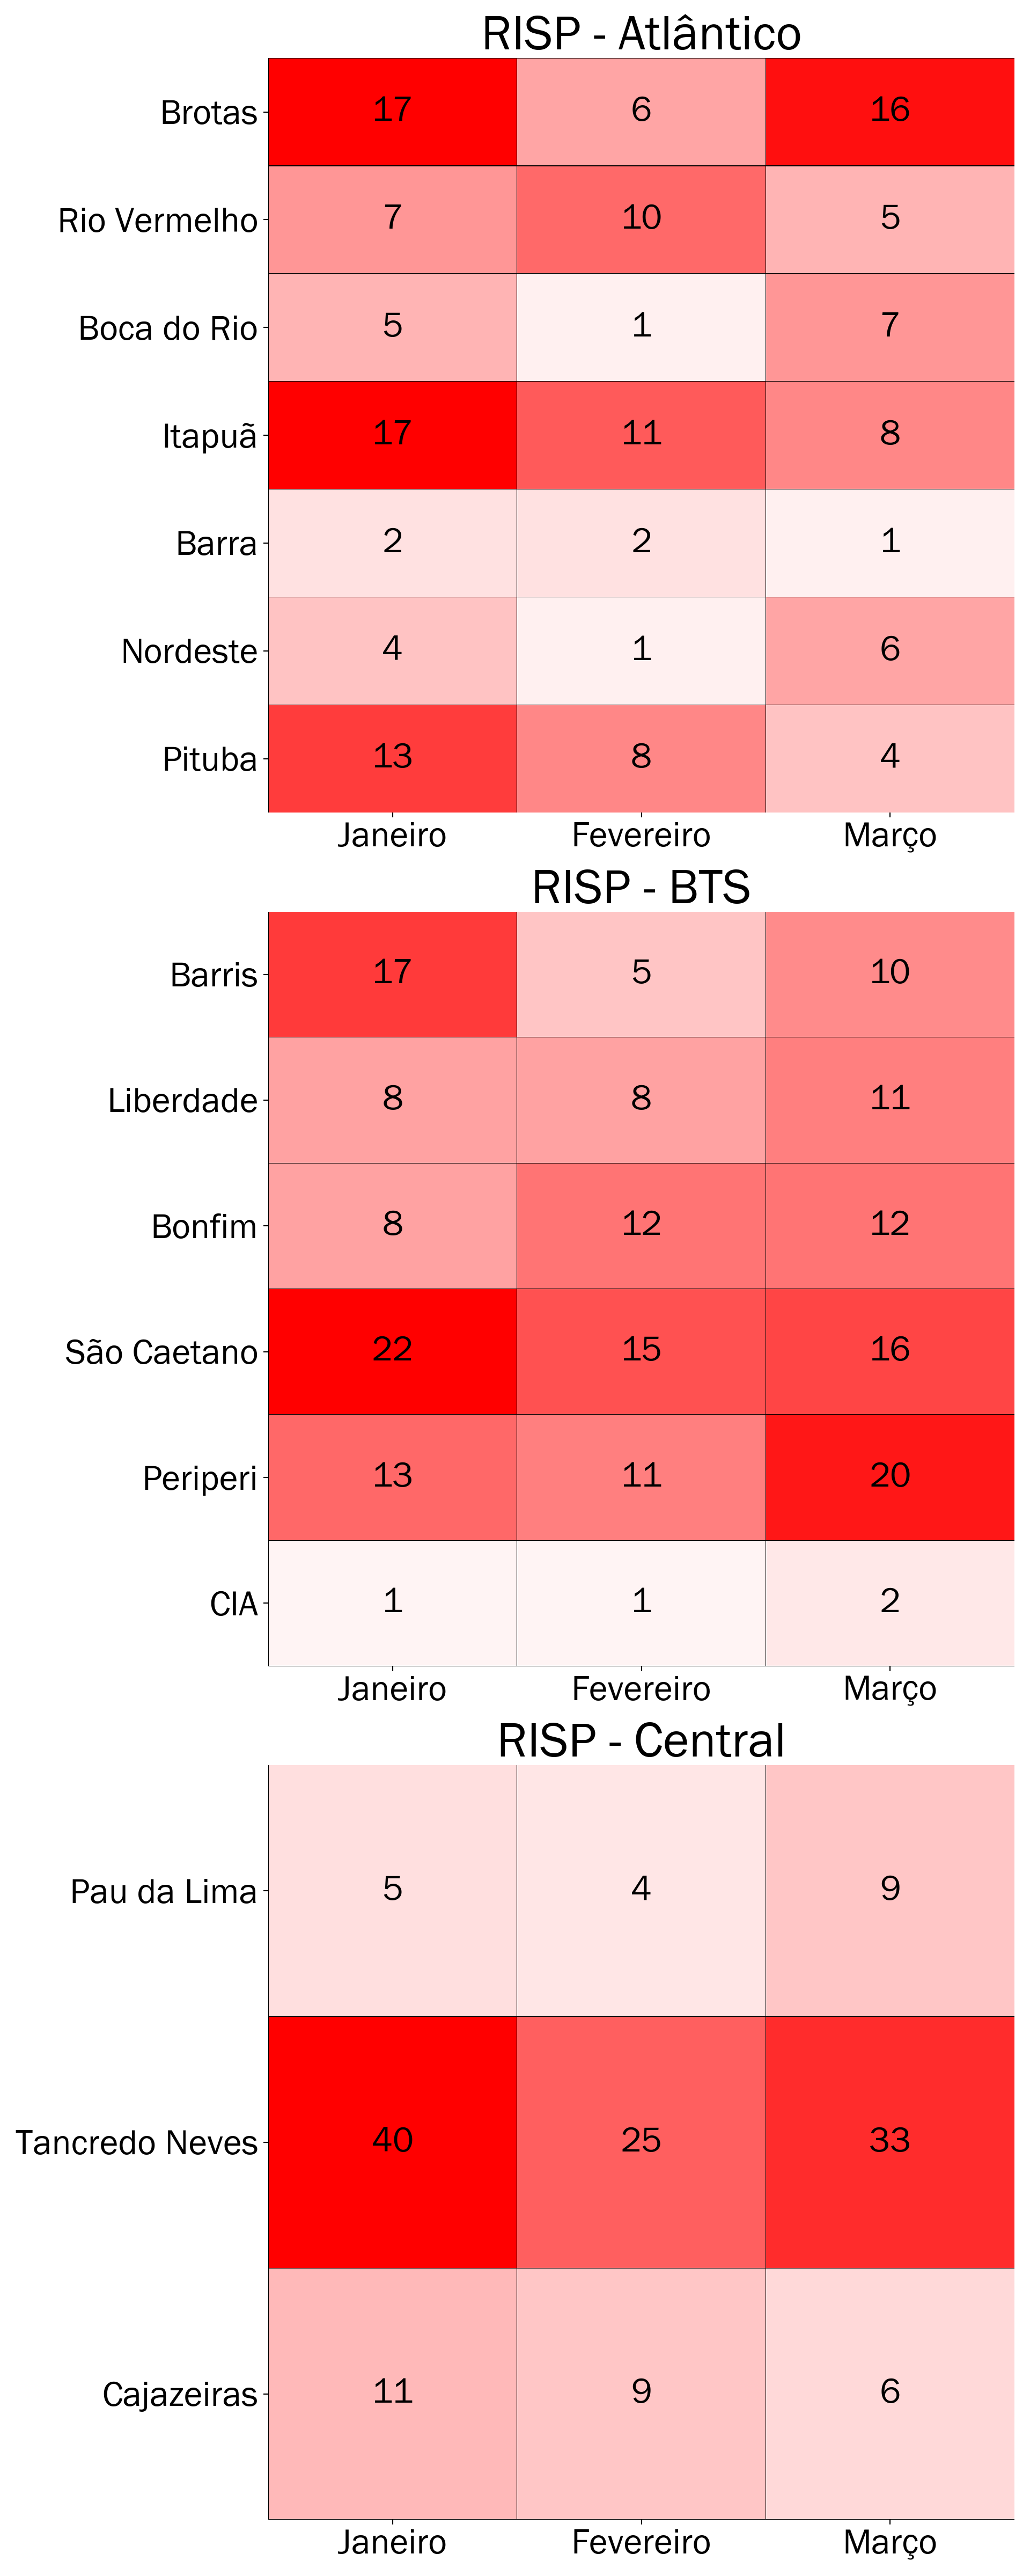 RISP - Atlântico
Brotas 17 6 16
Rio Vermelho 7 10 5
Boca do Rio 5 1 7
Itapuã 17 11 8
Barra 2 2 1
Nordeste 4 1 6
Pituba 13 8 4
Janeiro Fevereiro Março
RISP - BTS
Barris 17 5 10
Liberdade 8 8 11
Bonfim 8 12 12
São Caetano 22 15 16
Periperi 13 11 20
CIA 1 1 2
Janeiro Fevereiro Março
RISP - Central
Pau da Lima 5 4 9
Tancredo Neves 40 25 33
Cajazeiras 11 9 6
Janeiro Fevereiro Março